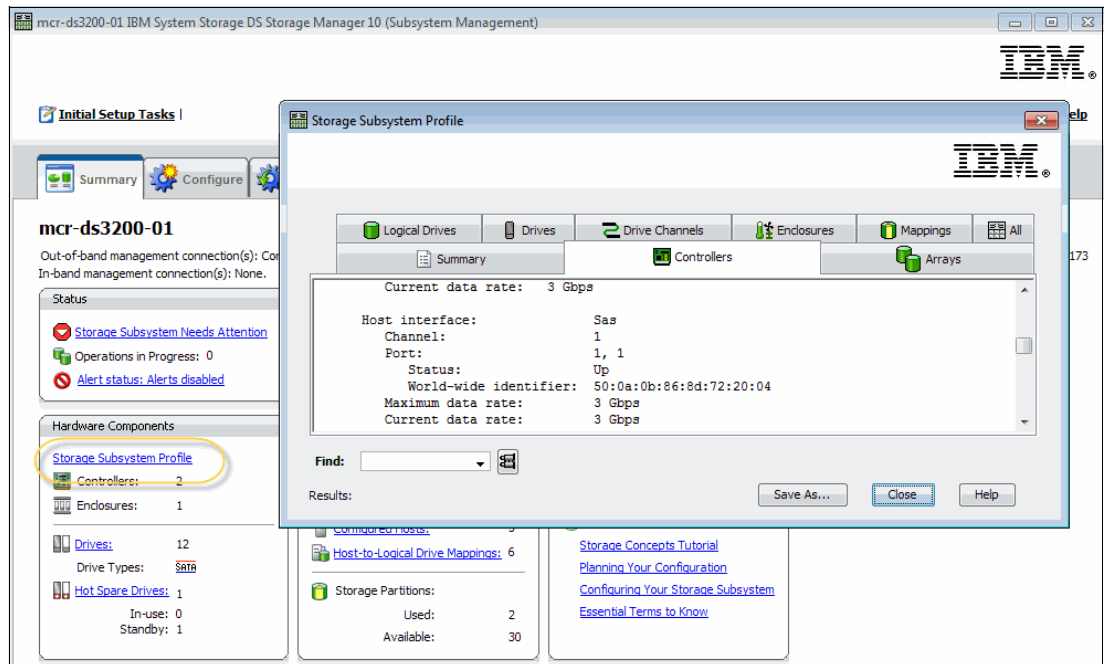 mcr-ds3200-01 IBM System Storage DS Storage Manager 10 (Subsystem Management)
IBM®
Initial Setup Tasks |
elp
Summary
Configure
mcr-ds3200-01
Out-of-band management connection(s):
173
In-band management connection(s): None.
Status
Storage Subsystem Needs Attention
Operations in Progress: 0
Alert status: Alerts disabled
Hardware Components
Storage Subsystem Profile
Controllers: 2
Enclosures: 1
Drives: 12
Drive Types: SATA
Hot Spare Drives: 1
In-use: 0
Standby: 1
Storage Subsystem Profile
IBM®
Logical Drives
Drives
Drive Channels
Enclosures
Mappings
All
Summary
Controllers
Arrays
Current data rate: 3 Gbps
Host interface: Sas
Channel: 1
Port: 1, 1
Status: Up
World-wide identifier: 50:0a:0b:86:8d:72:20:04
Maximum data rate: 3 Gbps
Current data rate: 3 Gbps
Find:
Results:
Save As...
Close
Help
Configured Hosts:
Host-to-Logical Drive Mappings: 6
Storage Partitions:
Used: 2
Available: 30
Storage Concepts Tutorial
Planning Your Configuration
Configuring Your Storage Subsystem
Essential Terms to Know